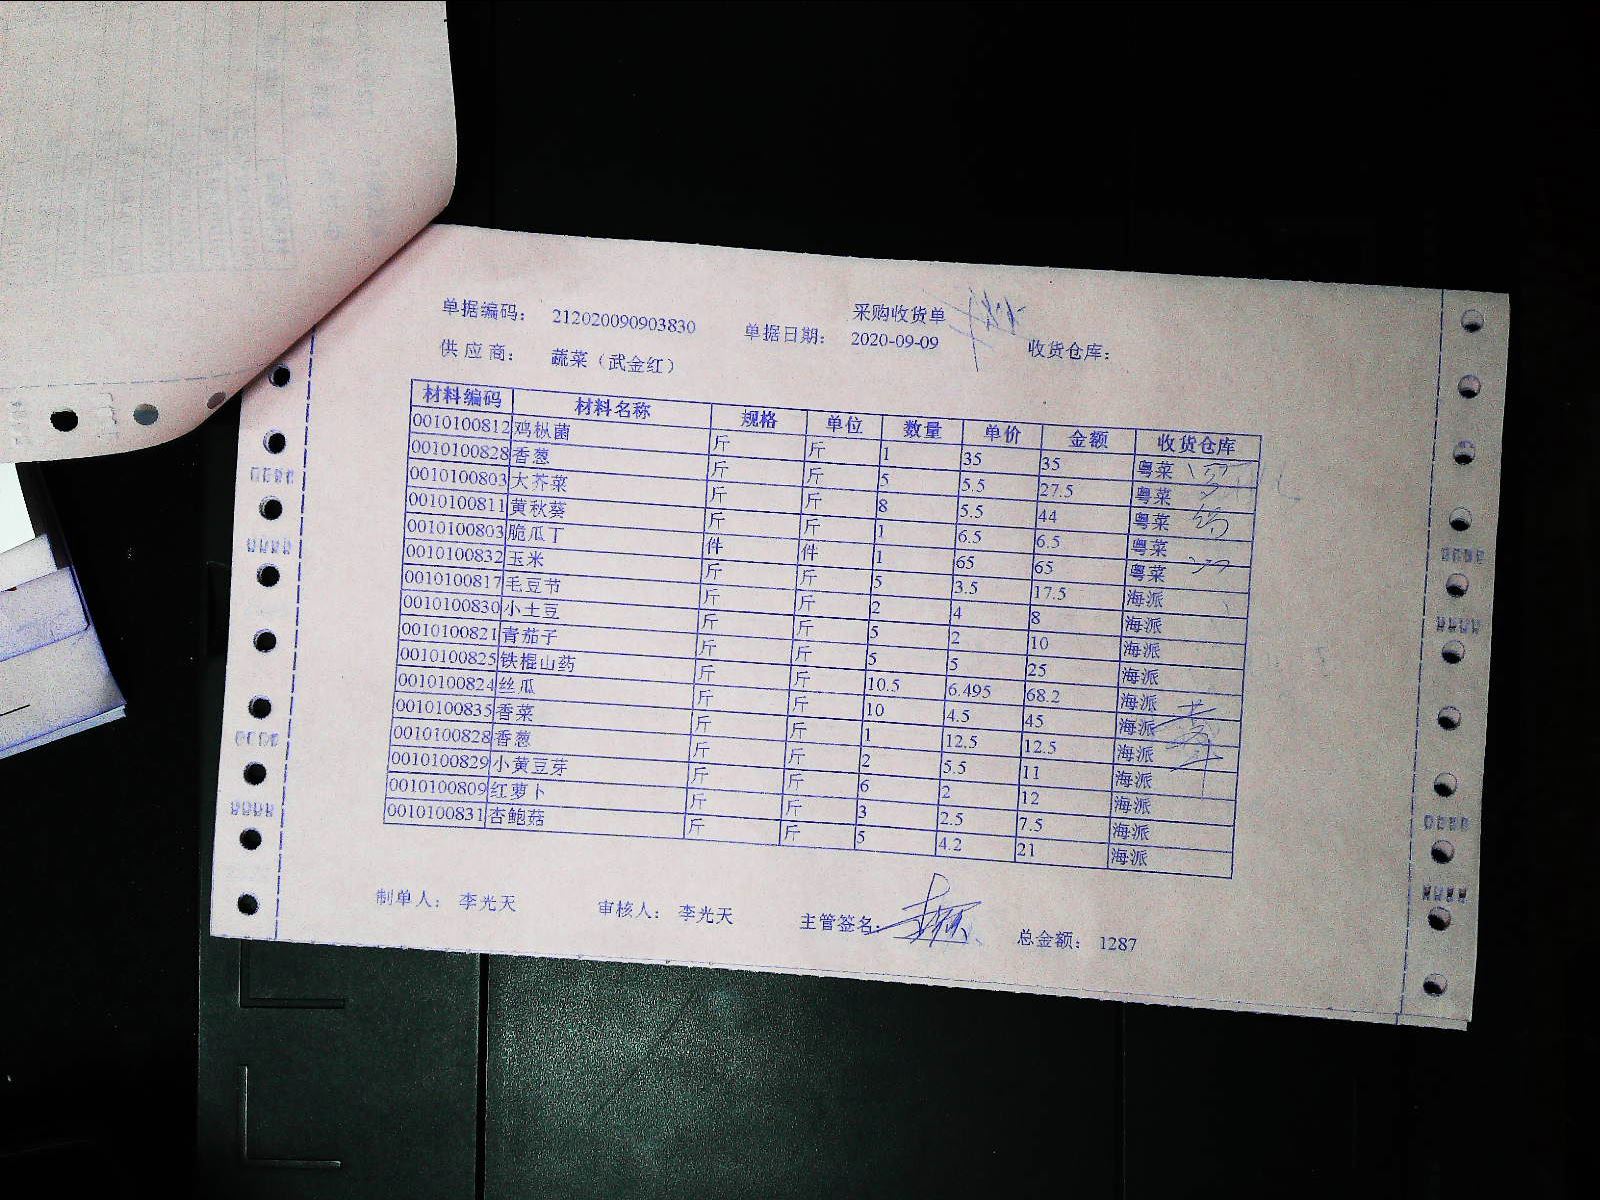 采购收货单
单据编码： 212020090903830 单据日期： 2020-09-09 收货仓库：
供 应 商： 蔬菜（武金红）
材料编码 材料名称 规格 单位 数量 单价 金额 收货仓库
0010100812 鸡枞菌 斤 斤 1 35 35 粤菜
0010100828 香葱 斤 斤 5 5.5 27.5 粤菜
0010100803 大芥菜 斤 斤 8 5.5 44 粤菜
0010100811 黄秋葵 斤 斤 1 6.5 6.5 粤菜
0010100803 脆瓜丁 件 件 1 65 65 粤菜
0010100832 玉米 斤 斤 5 3.5 17.5 海派
0010100817 毛豆节 斤 斤 2 4 8 海派
0010100830 小土豆 斤 斤 5 2 10 海派
0010100821 青茄子 斤 斤 5 5 25 海派
0010100825 铁棍山药 斤 斤 10.5 6.495 68.2 海派
0010100824 丝瓜 斤 斤 10 4.5 45 海派
0010100835 香菜 斤 斤 1 12.5 12.5 海派
0010100828 香葱 斤 斤 2 5.5 11 海派
0010100829 小黄豆芽 斤 斤 6 2 12 海派
0010100809 红萝卜 斤 斤 3 2.5 7.5 海派
0010100831 杏鲍菇 斤 斤 5 4.2 21 海派
制单人： 李光天 审核人： 李光天 主管签名： 总金额： 1287